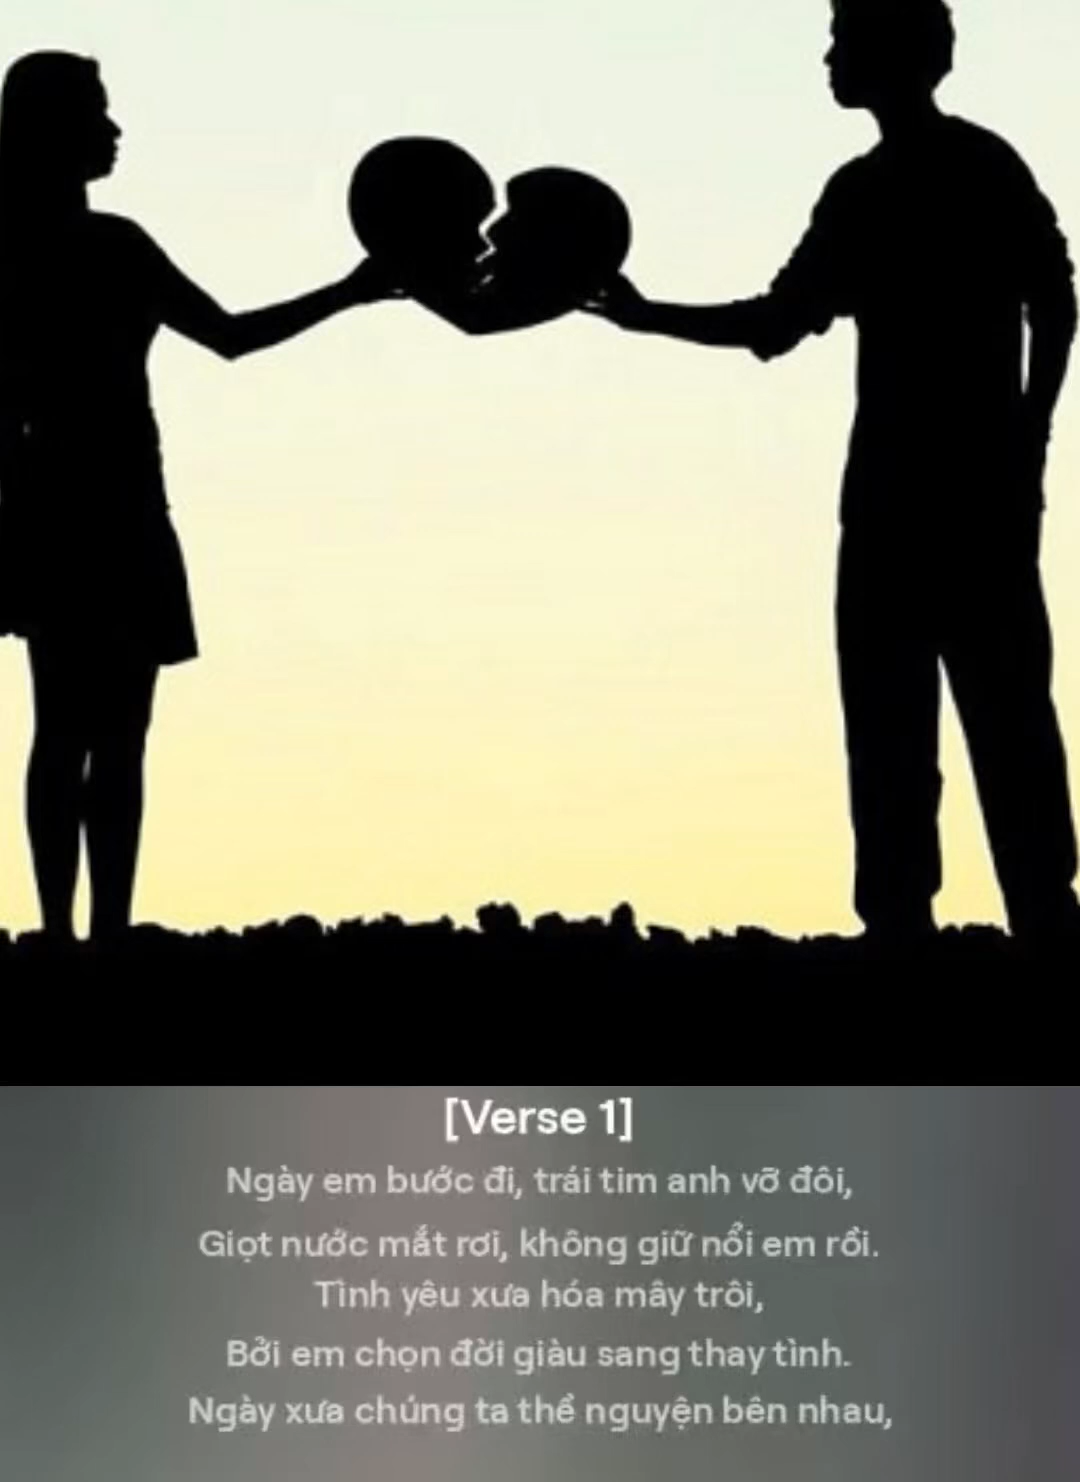 [Verse 1]
Ngày em bước đi, trái tim anh vỡ đôi,
Giọt nước mắt rơi, không giữ nổi em rồi.
Tình yêu xưa hóa mây trôi,
Bởi em chọn đời giàu sang thay tình.
Ngày xưa chúng ta thề nguyện bên nhau,